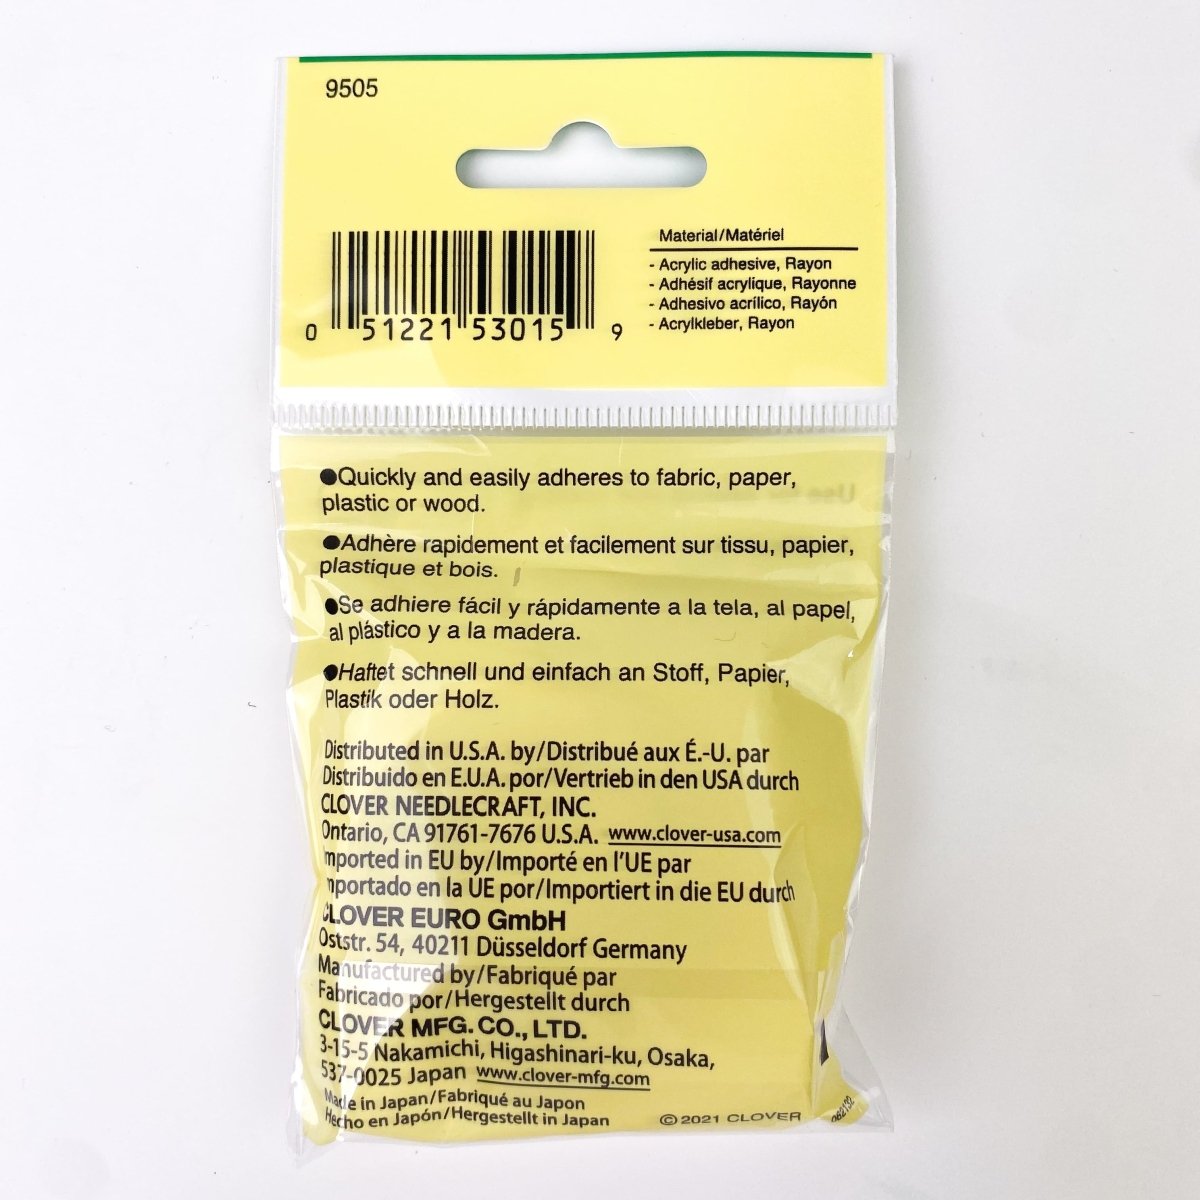 9505
0 51221 53015 9
Material/Matériel
- Acrylic adhesive, Rayon
- Adhésif acrylique, Rayonne
- Adhesivo acrílico, Rayón
- Acrylkleber, Rayon
●Quickly and easily adheres to fabric, paper,
plastic or wood.
●Adhère rapidement et facilement sur tissu, papier,
plastique et bois.
●Se adhiere fácil y rápidamente a la tela, al papel,
al plástico y a la madera.
●Haftet schnell und einfach an Stoff, Papier,
Plastik oder Holz.
Distributed in U.S.A. by/Distribué aux É.-U. par
Distribuido en E.U.A. por/Vertrieb in den USA durch
CLOVER NEEDLECRAFT, INC.
Ontario, CA 91761-7676 U.S.A. www.clover-usa.com
Imported in EU by/Importé en l'UE par
Importado en la UE por/Importiert in die EU durch
CLOVER EURO GmbH
Oststr. 54, 40211 Düsseldorf Germany
Manufactured by/Fabriqué par
Fabricado por/Hergestellt durch
CLOVER MFG. CO., LTD.
3-15-5 Nakamichi, Higashinari-ku, Osaka,
537-0025 Japan www.clover-mfg.com
Made in Japan/Fabriqué au Japon
Hecho en Japón/Hergestellt in Japan
©2021 CLOVER